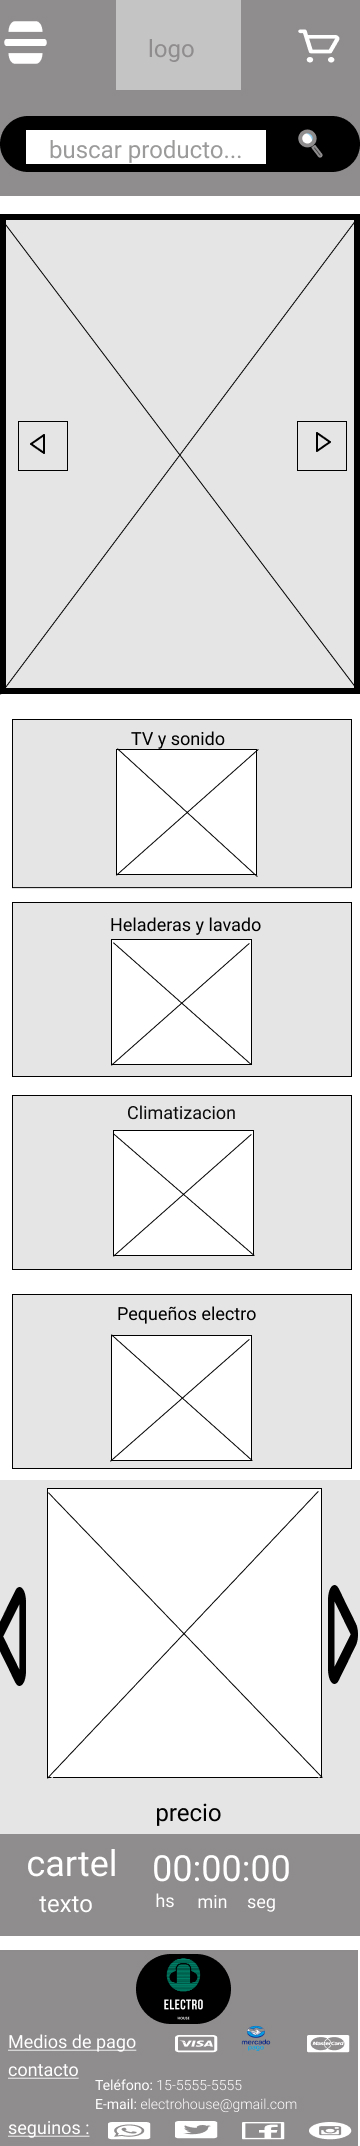 logo
buscar producto...
TV y sonido
Heladeras y lavado
Climatizacion
Pequeños electro
precio
cartel 00:00:00
texto hs min seg
ELECTRO
HOUSE
Medios de pago VISA mercado pago MasterCard
contacto
Teléfono: 15-5555-5555
E-mail: electrohouse@gmail.com
seguinos :